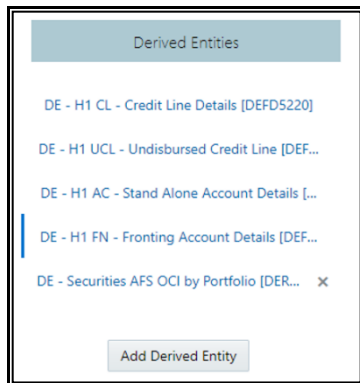 Derived Entities
DE - H1 CL - Credit Line Details [DEFD5220]
DE - H1 UCL - Undisbursed Credit Line [DEF...
DE - H1 AC - Stand Alone Account Details [...
DE - H1 FN - Fronting Account Details [DEF...
DE - Securities AFS OCI by Portfolio [DER... ×
Add Derived Entity